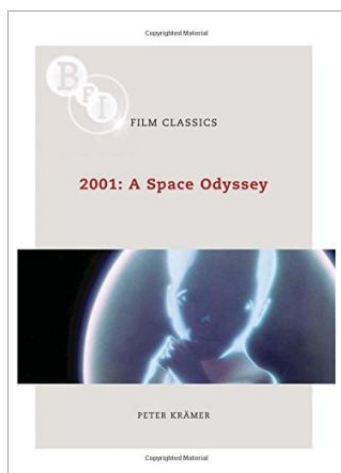 Copyrighted Material
BFI
FILM CLASSICS
2001: A Space Odyssey
PETER KRÄMER
Copyrighted Material